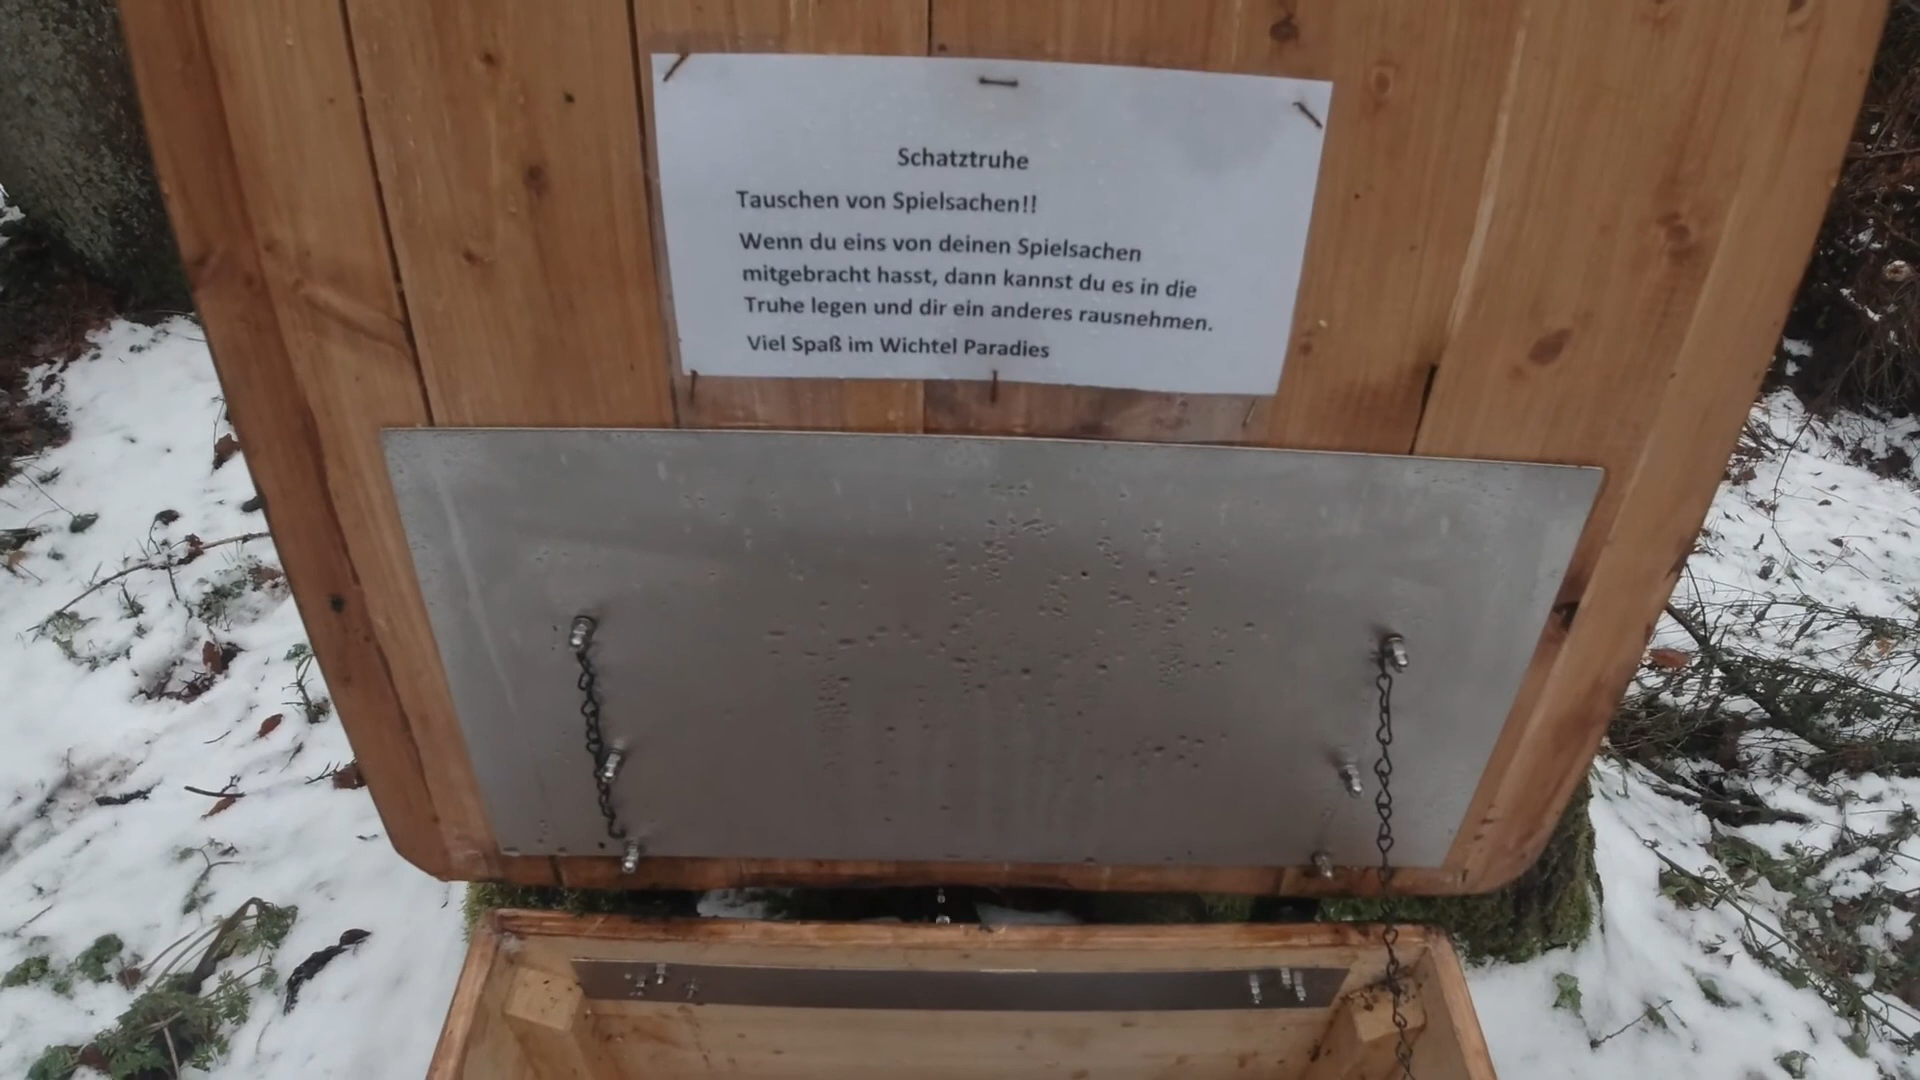 Schatztruhe
Tauschen von Spielsachen!!
Wenn du eins von deinen Spielsachen
mitgebracht hasst, dann kannst du es in die
Truhe legen und dir ein anderes rausnehmen.
Viel Spaß im Wichtel Paradies